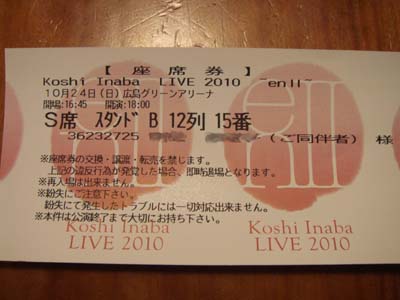 【 座 席 券 】
Koshi Inaba LIVE 2010 ～enⅡ～
10月24日(日)広島グリーンアリーナ
開場:16:45 開演:18:00
S席 スタンド B 12列 15番
36232725 (ご同伴者) 様
※座席券の交換・譲渡・転売を禁じます。
上記の違反行為が発覚した場合、即時退場となります。
※再入場は出来ません。
※紛失にご注意下さい。
紛失にて発生したトラブルには一切対応出来ません。
※本件は公演終了まで大切にお持ち下さい。
Koshi Inaba
LIVE 2010
Koshi Inaba
LIVE 2010